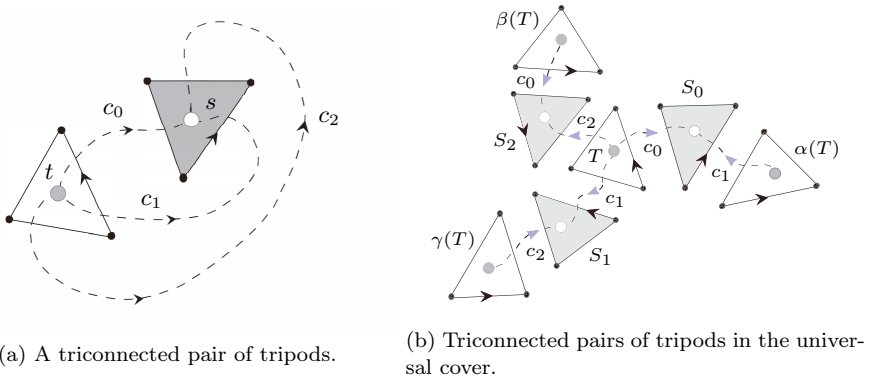 β(T)
c₀
S₀
s
c₀
c₂
c₂
S₂
T
c₀
α(T)
t
c₁
c₁
c₁
γ(T)
c₂
S₁
(a) A triconnected pair of tripods.
(b) Triconnected pairs of tripods in the univer-
sal cover.